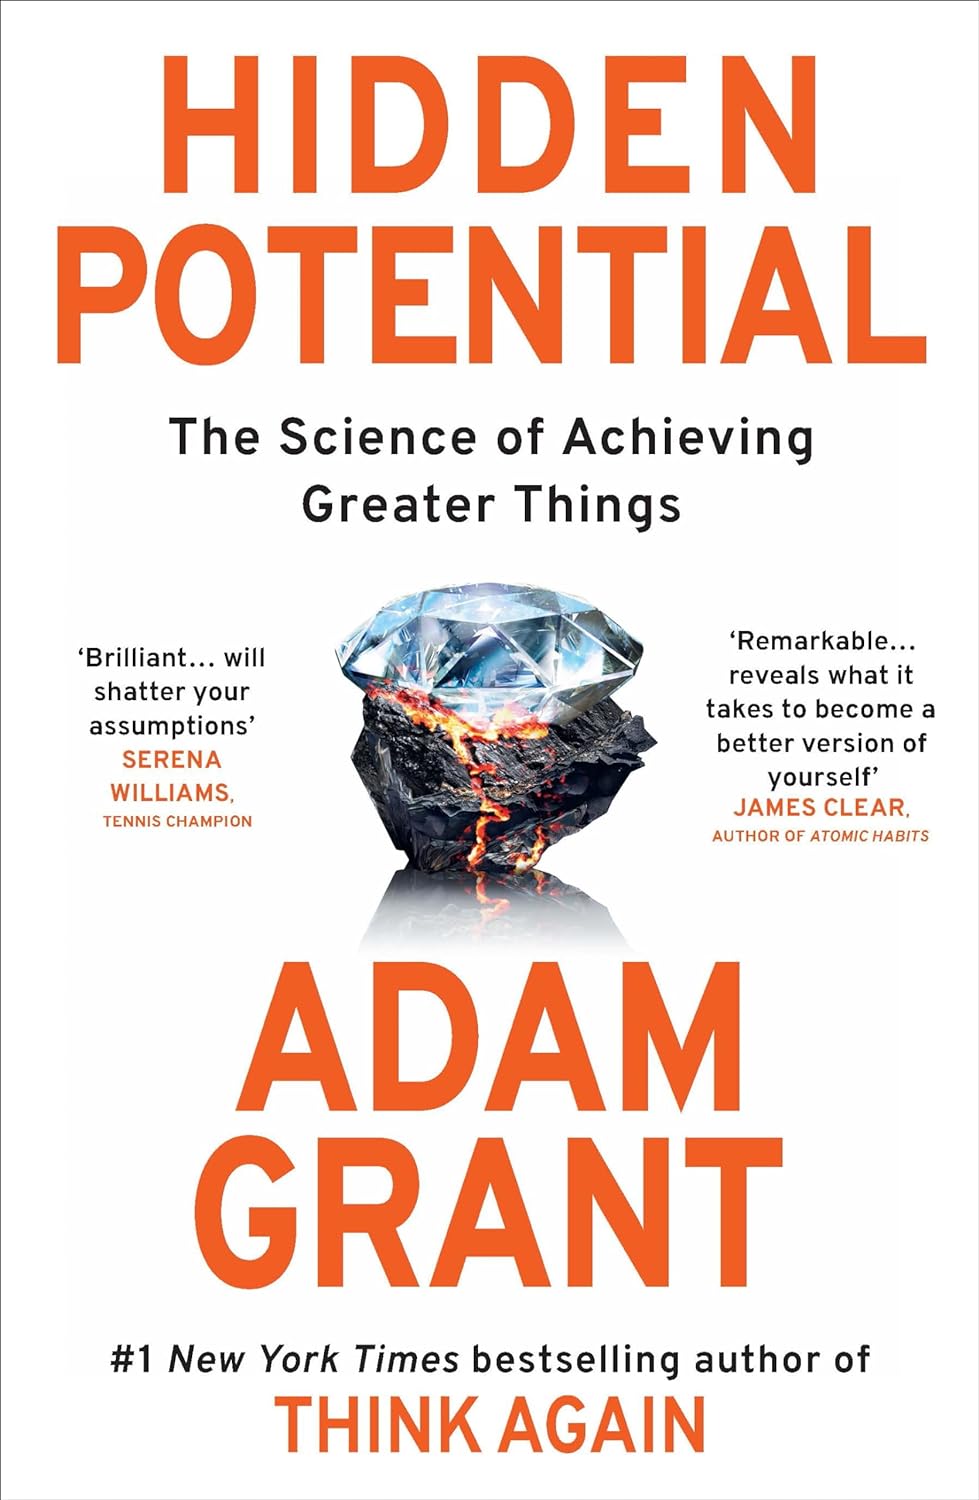 HIDDEN
POTENTIAL
The Science of Achieving
Greater Things
‘Brilliant... will
shatter your
assumptions’
SERENA
WILLIAMS,
TENNIS CHAMPION
‘Remarkable...
reveals what it
takes to become a
better version of
yourself’
JAMES CLEAR,
AUTHOR OF ATOMIC HABITS
ADAM
GRANT
#1 New York Times bestselling author of
THINK AGAIN